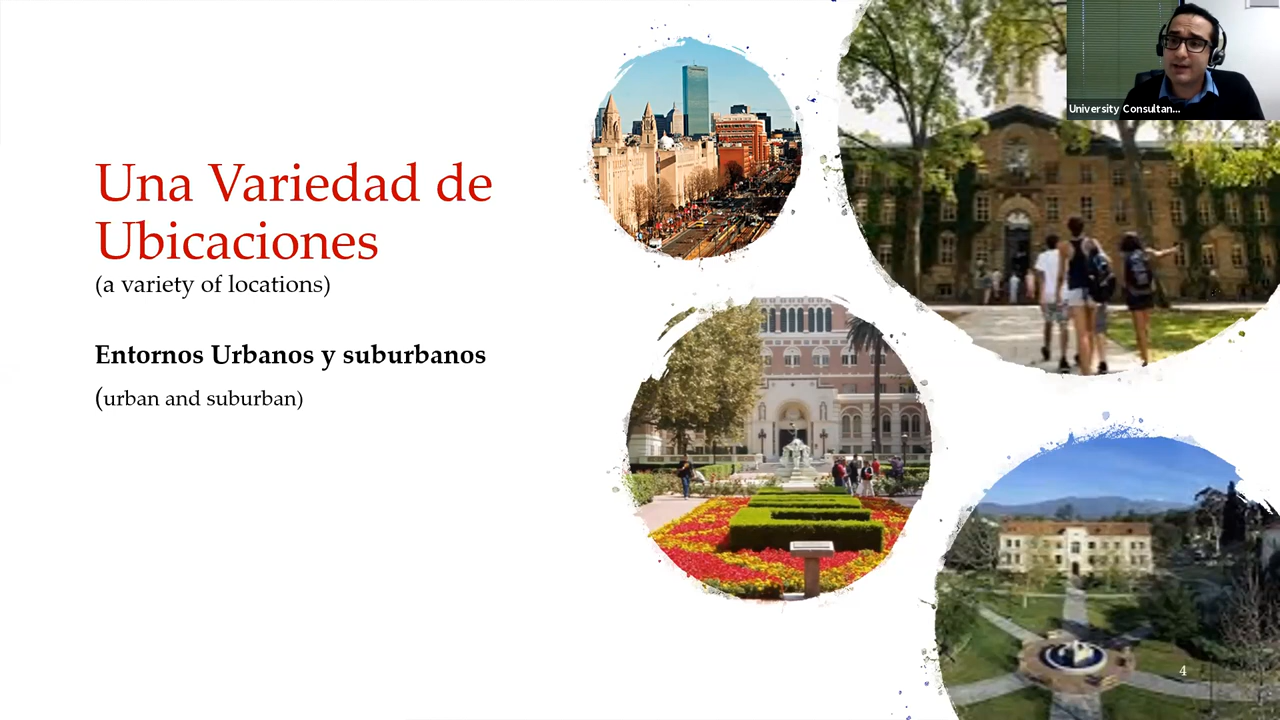 University Consultan...
Una Variedad de
Ubicaciones
(a variety of locations)
Entornos Urbanos y suburbanos
(urban and suburban)
4